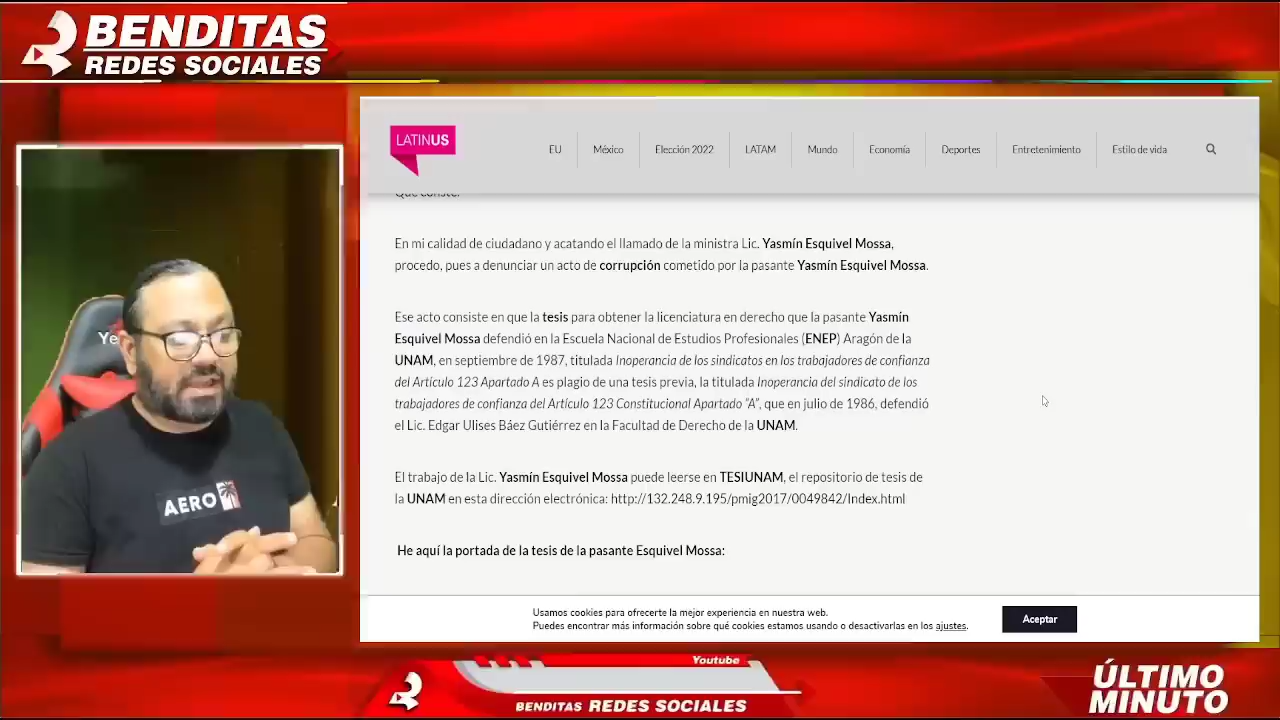 BENDITAS
REDES SOCIALES
LATINUS
EU
México
Elección 2022
LATAM
Mundo
Economía
Deportes
Entretenimiento
Estilo de vida
Que conste.
En mi calidad de ciudadano y acatando el llamado de la ministra Lic. Yasmín Esquivel Mossa,
procedo, pues a denunciar un acto de corrupción cometido por la pasante Yasmín Esquivel Mossa.
Ese acto consiste en que la tesis para obtener la licenciatura en derecho que la pasante Yasmín
Esquivel Mossa defendió en la Escuela Nacional de Estudios Profesionales (ENEP) Aragón de la
UNAM, en septiembre de 1987, titulada Inoperancia de los sindicatos en los trabajadores de confianza
del Artículo 123 Apartado A es plagio de una tesis previa, la titulada Inoperancia del sindicato de los
trabajadores de confianza del Artículo 123 Constitucional Apartado “A”, que en julio de 1986, defendió
el Lic. Edgar Ulises Báez Gutiérrez en la Facultad de Derecho de la UNAM.
El trabajo de la Lic. Yasmín Esquivel Mossa puede leerse en TESIUNAM, el repositorio de tesis de
la UNAM en esta dirección electrónica: http://132.248.9.195/pmig2017/0049842/Index.html
He aquí la portada de la tesis de la pasante Esquivel Mossa:
Usamos cookies para ofrecerte la mejor experiencia en nuestra web.
Puedes encontrar más información sobre qué cookies estamos usando o desactivarlas en los ajustes.
Aceptar
Ye
AERO
Youtube
BENDITAS REDES SOCIALES
ÚLTIMO
MINUTO